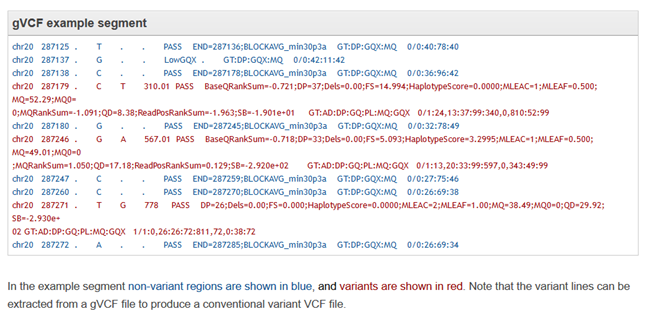 gVCF example segment
chr20 287125 . T . . PASS END=287136;BLOCKAVG_min30p3a GT:DP:GQX:MQ 0/0:40:78:40
chr20 287137 . G . . LowGQX . GT:DP:GQX:MQ 0/0:42:11:42
chr20 287138 . C . . PASS END=287178;BLOCKAVG_min30p3a GT:DP:GQX:MQ 0/0:36:96:42
chr20 287179 . C T 310.01 PASS BaseQRankSum=-0.721;DP=37;Dels=0.00;FS=14.994;HaplotypeScore=0.0000;MLEAC=1;MLEAF=0.500;
MQ=52.29;MQ0=
0;MQRankSum=-1.091;QD=8.38;ReadPosRankSum=-1.963;SB=-1.901e+01 GT:AD:DP:GQ:PL:MQ:GQX 0/1:24,13:37:99:340,0,810:52:99
chr20 287180 . G . . PASS END=287245;BLOCKAVG_min30p3a GT:DP:GQX:MQ 0/0:32:78:49
chr20 287246 . G A 567.01 PASS BaseQRankSum=-0.718;DP=33;Dels=0.00;FS=5.093;HaplotypeScore=3.2995;MLEAC=1;MLEAF=0.500;
MQ=49.01;MQ0=0
;MQRankSum=1.050;QD=17.18;ReadPosRankSum=0.129;SB=-2.920e+02 GT:AD:DP:GQ:PL:MQ:GQX 0/1:13,20:33:99:597,0,343:49:99
chr20 287247 . C . . PASS END=287259;BLOCKAVG_min30p3a GT:DP:GQX:MQ 0/0:27:75:46
chr20 287260 . C . . PASS END=287270;BLOCKAVG_min30p3a GT:DP:GQX:MQ 0/0:26:69:38
chr20 287271 . T G 778 PASS DP=26;Dels=0.00;FS=0.000;HaplotypeScore=0.0000;MLEAC=2;MLEAF=1.00;MQ=38.49;MQ0=0;QD=29.92;
SB=-2.930e+
02 GT:AD:DP:GQ:PL:MQ:GQX 1/1:0,26:26:72:811,72,0:38:72
chr20 287272 . A . . PASS END=287285;BLOCKAVG_min30p3a GT:DP:GQX:MQ 0/0:26:69:34
In the example segment non-variant regions are shown in blue, and variants are shown in red. Note that the variant lines can be
extracted from a gVCF file to produce a conventional variant VCF file.